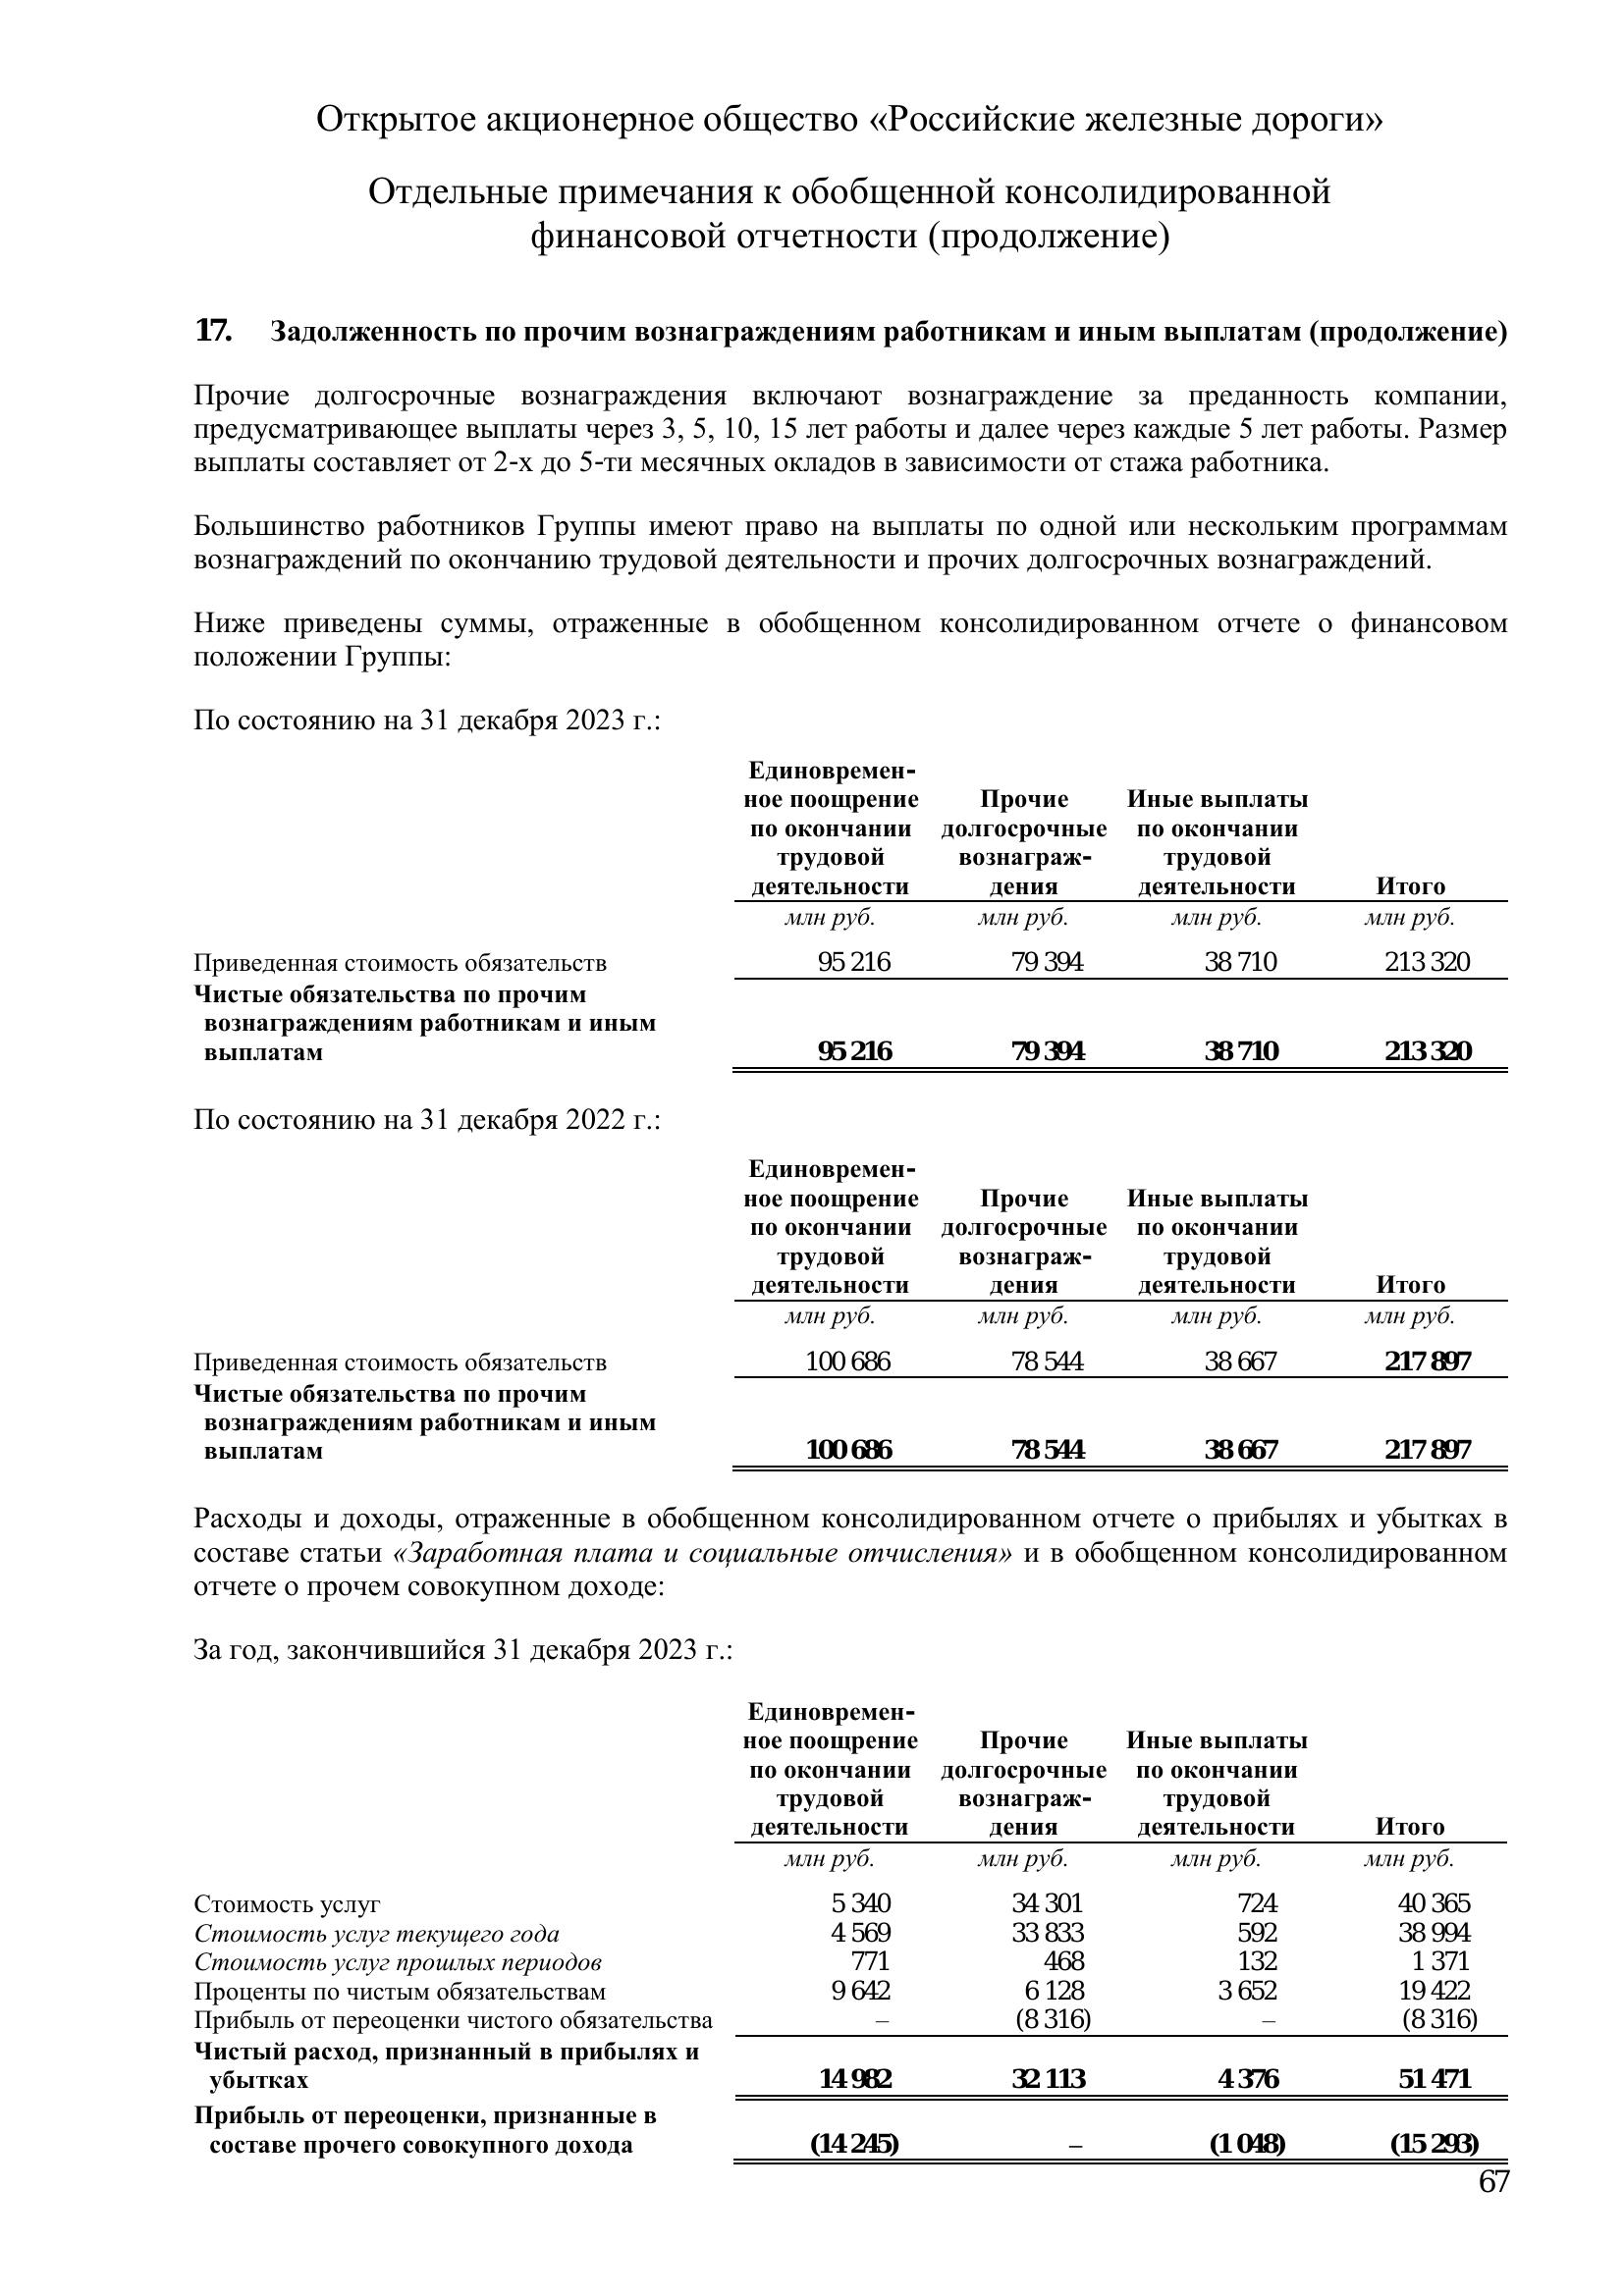 Открытое акционерное общество «Российские железные дороги»
Отдельные примечания к обобщенной консолидированной
финансовой отчетности (продолжение)
17. Задолженность по прочим вознаграждениям работникам и иным выплатам (продолжение)
Прочие долгосрочные вознаграждения включают вознаграждение за преданность компании,
предусматривающее выплаты через 3, 5, 10, 15 лет работы и далее через каждые 5 лет работы. Размер
выплаты составляет от 2-х до 5-ти месячных окладов в зависимости от стажа работника.
Большинство работников Группы имеют право на выплаты по одной или нескольким программам
вознаграждений по окончанию трудовой деятельности и прочих долгосрочных вознаграждений.
Ниже приведены суммы, отраженные в обобщенном консолидированном отчете о финансовом
положении Группы:
По состоянию на 31 декабря 2023 г.:
Единовремен-
ное поощрение Прочие Иные выплаты
по окончании долгосрочные по окончании
трудовой вознаграж- трудовой
деятельности дения деятельности Итого
млн руб. млн руб. млн руб. млн руб.
Приведенная стоимость обязательств 95 216 79 394 38 710 213 320
Чистые обязательства по прочим
вознаграждениям работникам и иным
выплатам 95 216 79 394 38 710 213 320
По состоянию на 31 декабря 2022 г.:
Единовремен-
ное поощрение Прочие Иные выплаты
по окончании долгосрочные по окончании
трудовой вознаграж- трудовой
деятельности дения деятельности Итого
млн руб. млн руб. млн руб. млн руб.
Приведенная стоимость обязательств 100 686 78 544 38 667 217 897
Чистые обязательства по прочим
вознаграждениям работникам и иным
выплатам 100 686 78 544 38 667 217 897
Расходы и доходы, отраженные в обобщенном консолидированном отчете о прибылях и убытках в
составе статьи «Заработная плата и социальные отчисления» и в обобщенном консолидированном
отчете о прочем совокупном доходе:
За год, закончившийся 31 декабря 2023 г.:
Единовремен-
ное поощрение Прочие Иные выплаты
по окончании долгосрочные по окончании
трудовой вознаграж- трудовой
деятельности дения деятельности Итого
млн руб. млн руб. млн руб. млн руб.
Стоимость услуг 5 340 34 301 724 40 365
Стоимость услуг текущего года 4 569 33 833 592 38 994
Стоимость услуг прошлых периодов 771 468 132 1 371
Проценты по чистым обязательствам 9 642 6 128 3 652 19 422
Прибыль от переоценки чистого обязательства – (8 316) – (8 316)
Чистый расход, признанный в прибылях и
убытках 14 982 32 113 4 376 51 471
Прибыль от переоценки, признанные в
составе прочего совокупного дохода (14 245) – (1 048) (15 293)
67